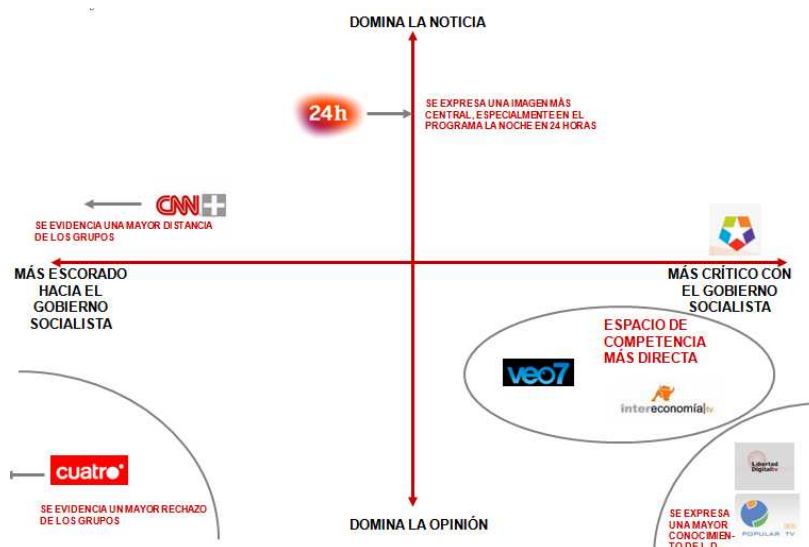 DOMINA LA NOTICIA
24h
SE EXPRESA UNA IMAGEN MÁS
CENTRAL, ESPECIALMENTE EN EL
PROGRAMA LA NOCHE EN 24 HORAS
CNN+
SE EVIDENCIA UNA MAYOR DISTANCIA
DE LOS GRUPOS
MÁS ESCORADO
HACIA EL
GOBIERNO
SOCIALISTA
MÁS CRÍTICO CON
EL GOBIERNO
SOCIALISTA
ESPACIO DE
COMPETENCIA
MÁS DIRECTA
veo7
intereconomía|tv
cuatro
SE EVIDENCIA UN MAYOR RECHAZO
DE LOS GRUPOS
Libertad
Digitaltv
POPULAR TV
SE EXPRESA
UNA MAYOR
CONOCIMIEN-
TO DE L.D
DOMINA LA OPINIÓN